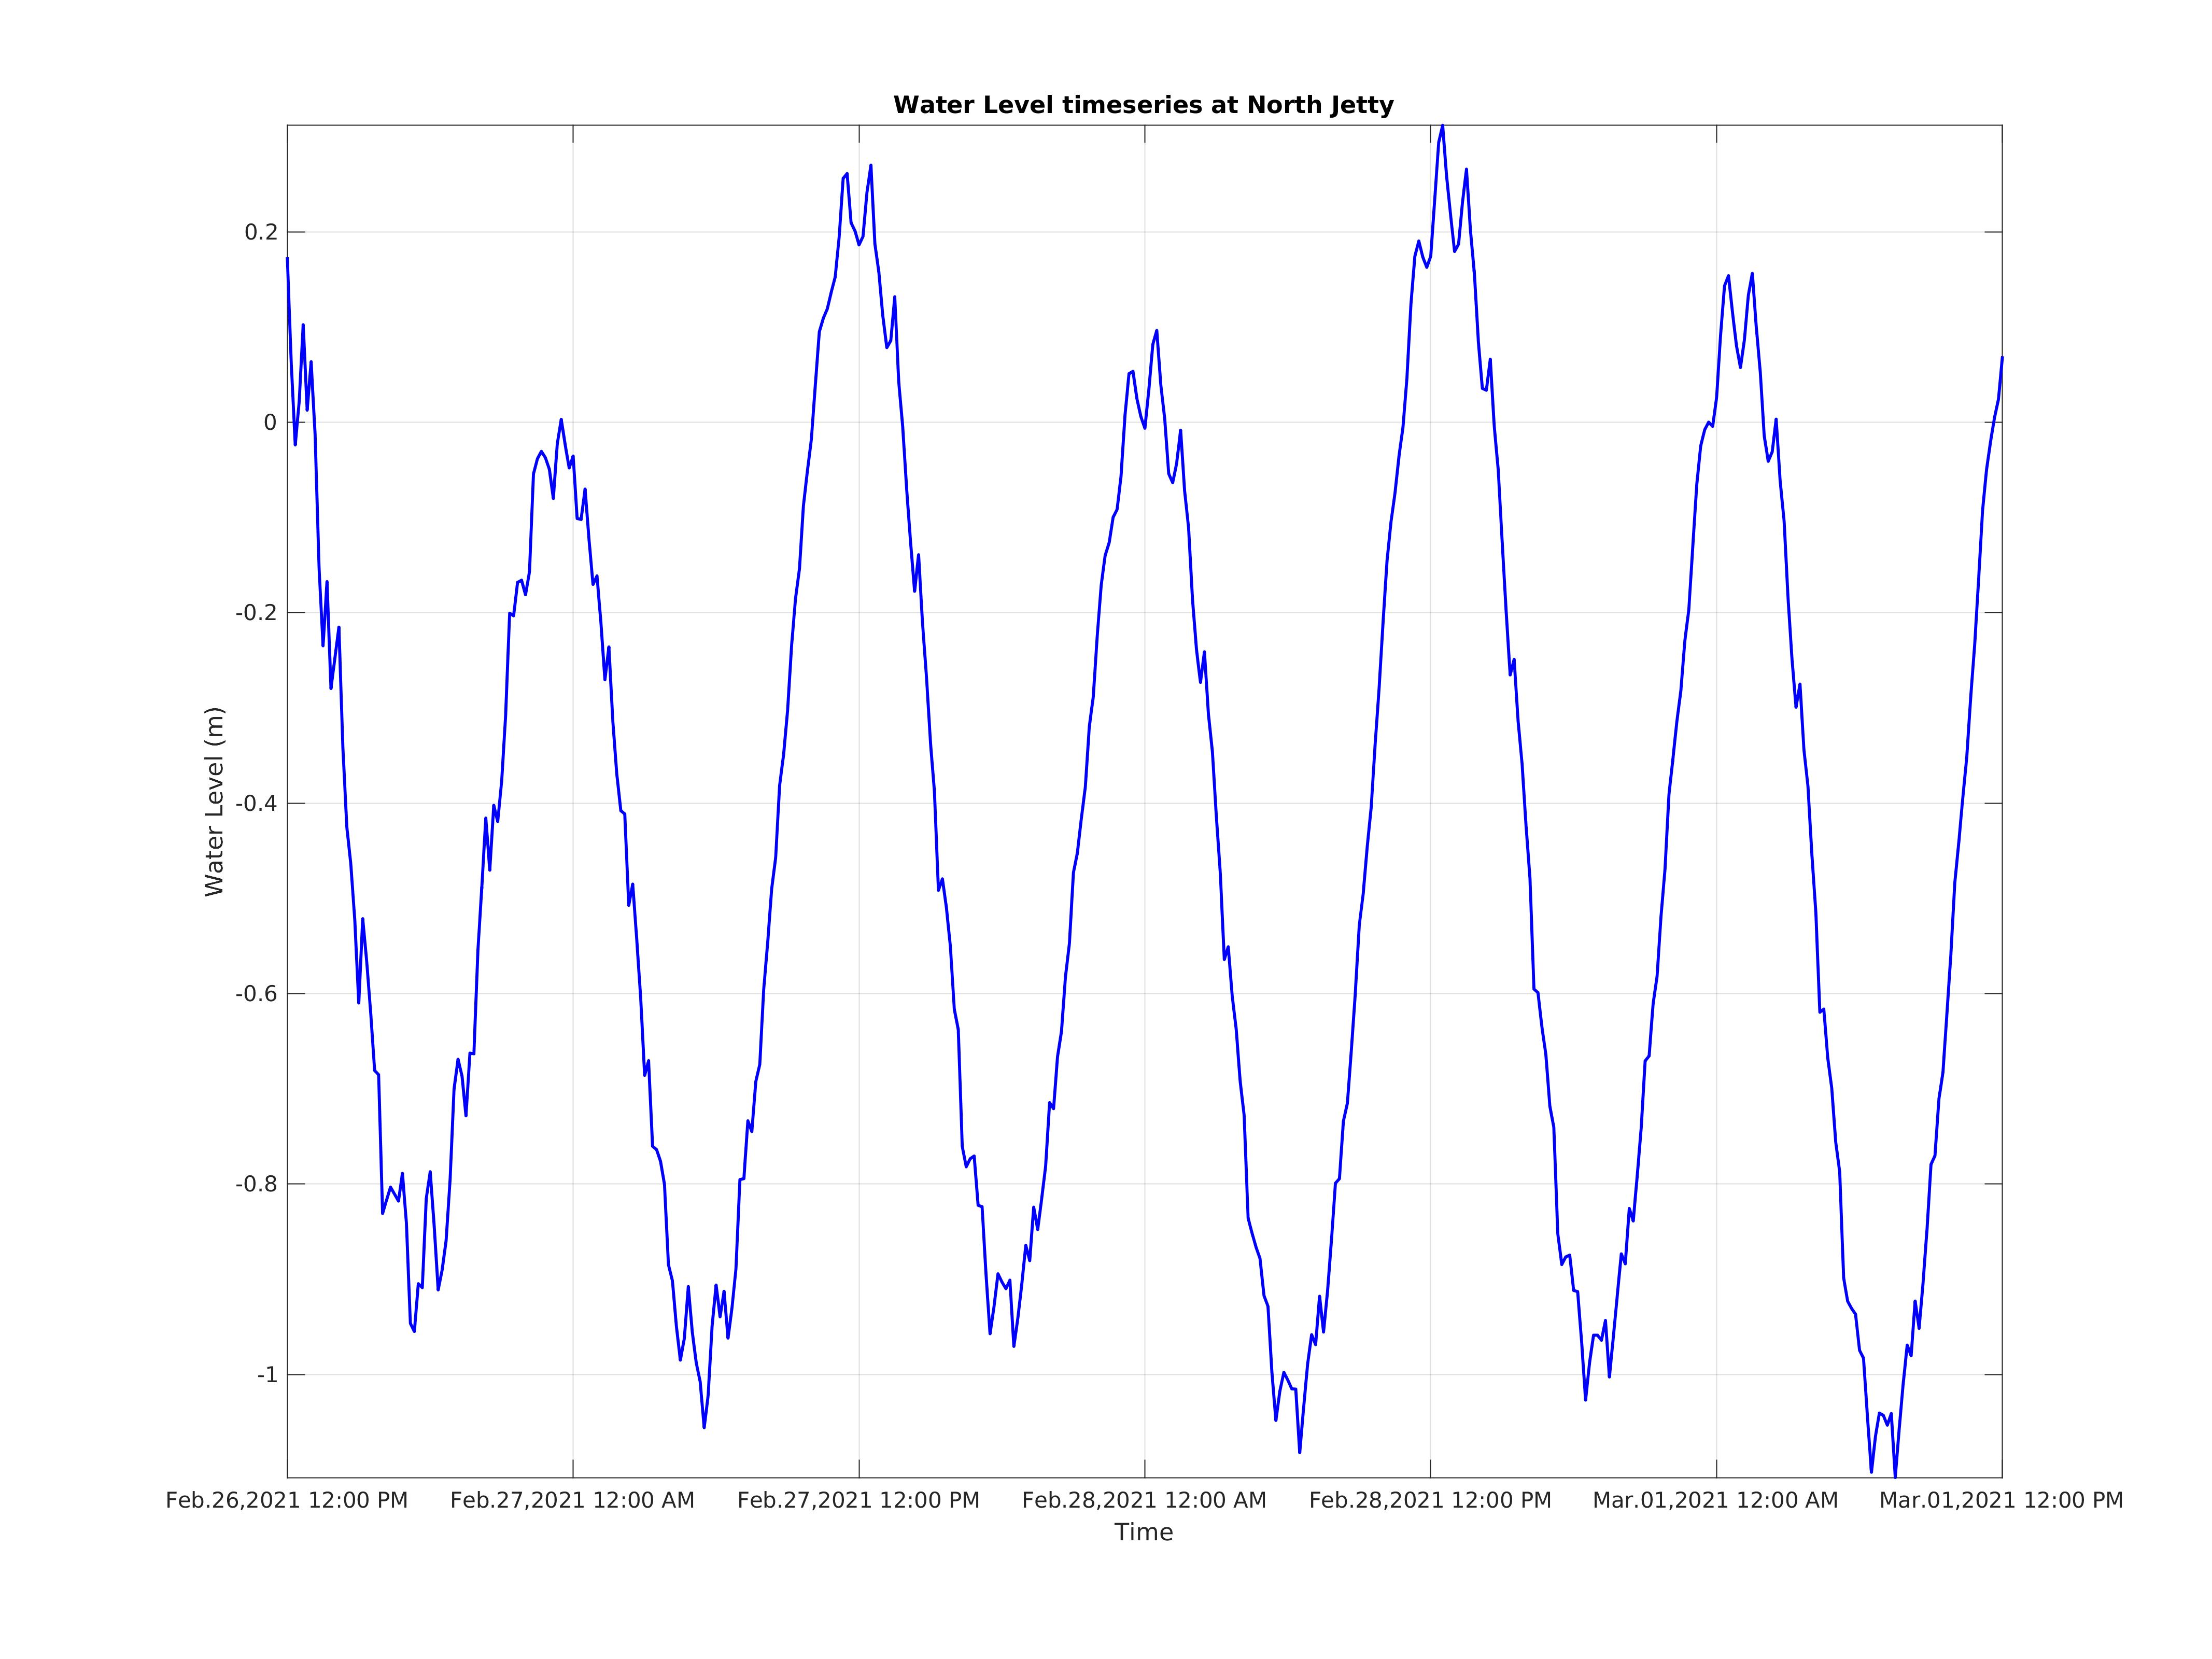 Water Level timeseries at North Jetty
0.2
0
-0.2
-0.4
-0.6
-0.8
-1
Water Level (m)
Feb.26,2021 12:00 PM Feb.27,2021 12:00 AM Feb.27,2021 12:00 PM Feb.28,2021 12:00 AM Feb.28,2021 12:00 PM Mar.01,2021 12:00 AM Mar.01,2021 12:00 PM
Time